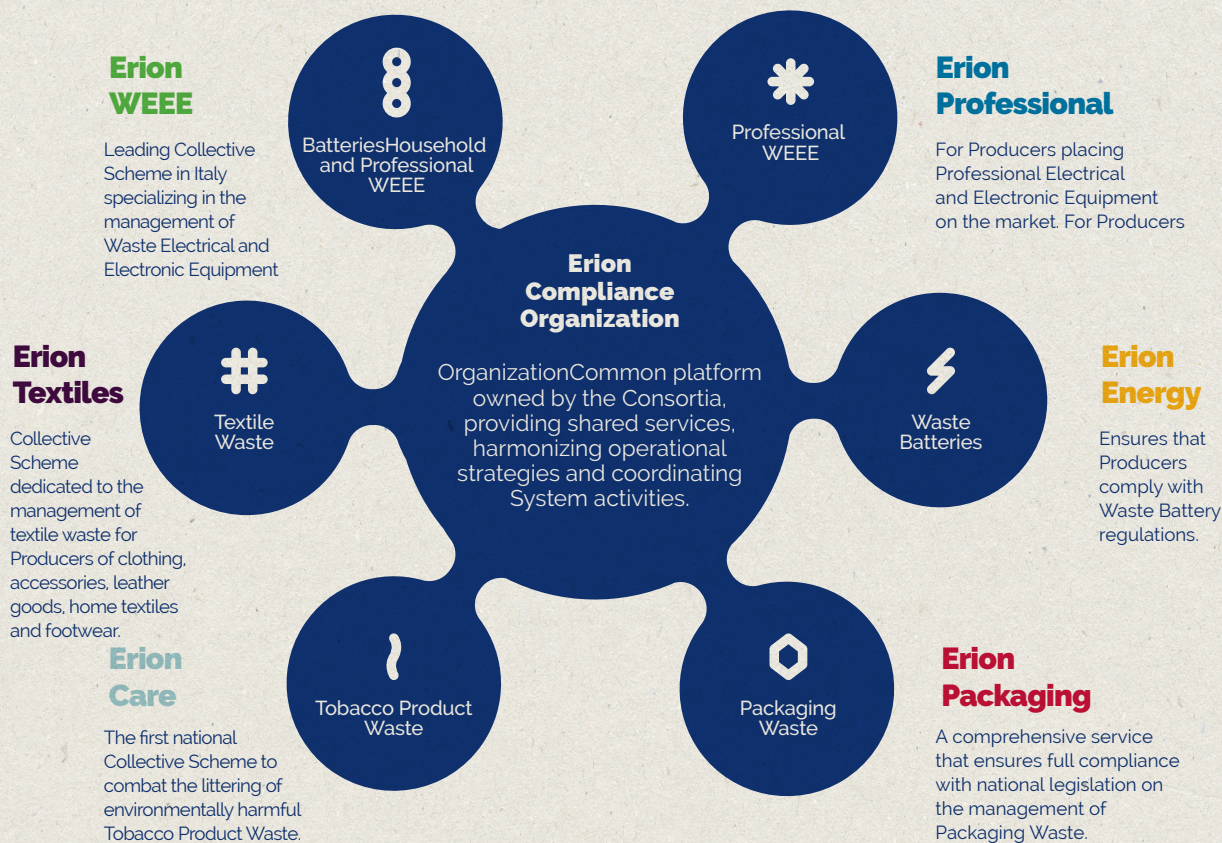 Erion
WEEE
Leading Collective
Scheme in Italy
specializing in the
management of
Waste Electrical and
Electronic Equipment
BatteriesHousehold
and Professional
WEEE
Professional
WEEE
Erion
Professional
For Producers placing
Professional Electrical
and Electronic Equipment
on the market. For Producers
Erion
Compliance
Organization
OrganizationCommon platform
owned by the Consortia,
providing shared services,
harmonizing operational
strategies and coordinating
System activities.
Erion
Textiles
Collective
Scheme
dedicated to the
management of
textile waste for
Producers of clothing,
accessories, leather
goods, home textiles
and footwear.
Textile
Waste
Waste
Batteries
Erion
Energy
Ensures that
Producers
comply with
Waste Battery
regulations.
Erion
Care
The first national
Collective Scheme to
combat the littering of
environmentally harmful
Tobacco Product Waste.
Tobacco Product
Waste
Packaging
Waste
Erion
Packaging
A comprehensive service
that ensures full compliance
with national legislation on
the management of
Packaging Waste.